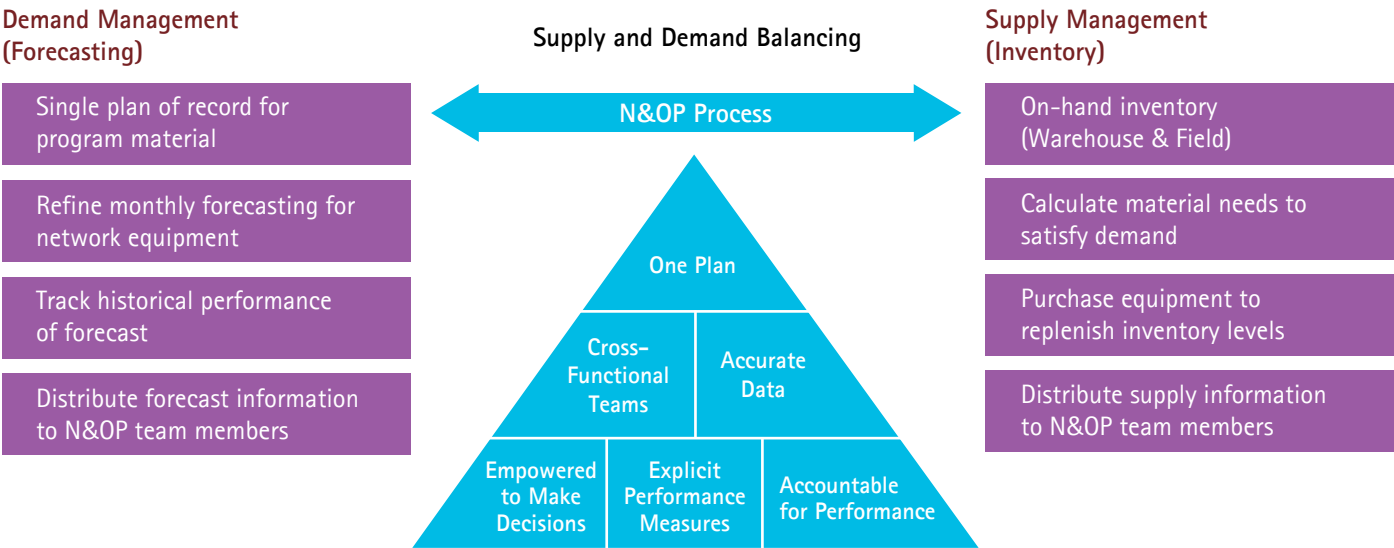 Demand Management
(Forecasting)
Single plan of record for
program material
Refine monthly forecasting for
network equipment
Track historical performance
of forecast
Distribute forecast information
to N&OP team members
Supply and Demand Balancing
N&OP Process
One Plan
Cross-
Functional
Teams
Accurate
Data
Empowered
to Make
Decisions
Explicit
Performance
Measures
Accountable
for Performance
Supply Management
(Inventory)
On-hand inventory
(Warehouse & Field)
Calculate material needs to
satisfy demand
Purchase equipment to
replenish inventory levels
Distribute supply information
to N&OP team members